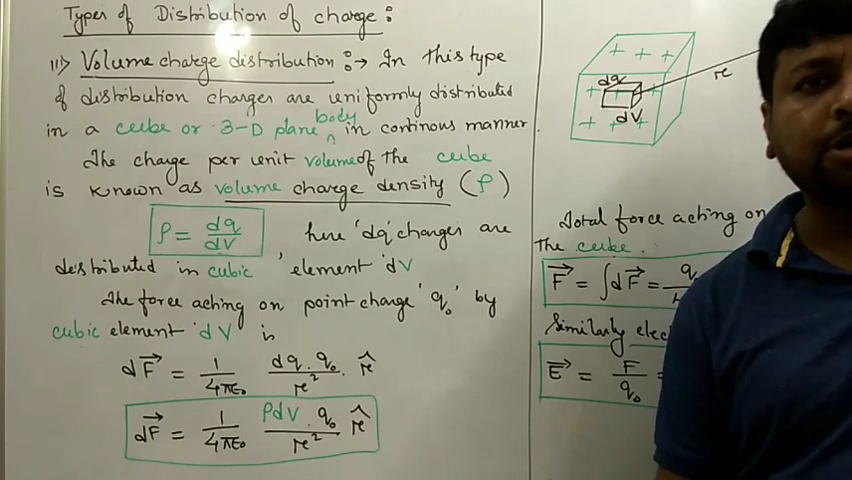 Types of Distribution of charge :
iii) Volume charge distribution :→ In this type
of distribution charges are uniformly distributed
in a cube or 3-D plane body in continous manner.
The charge per unit volume of the cube
is known as volume charge density (ρ)
ρ = dq/dV here 'dq' charges are
distributed in cubic 'element 'dV
The force acting on point charge 'q₀' by
cubic element 'dV is
dF⃗ = 1/4πε₀ dq.q₀/r² . r̂
dF⃗ = 1/4πε₀ ρdV.q₀/r² r̂
+ + +
dq
+ + +
dV
+ + +
r
Total force acting on
the cube.
F⃗ = ∫dF⃗ = q
Similarly
E⃗ = F/q₀ =